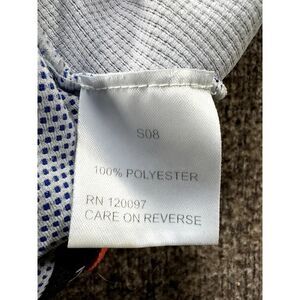 S08
100% POLYESTER
RN 120097
CARE ON REVERSE